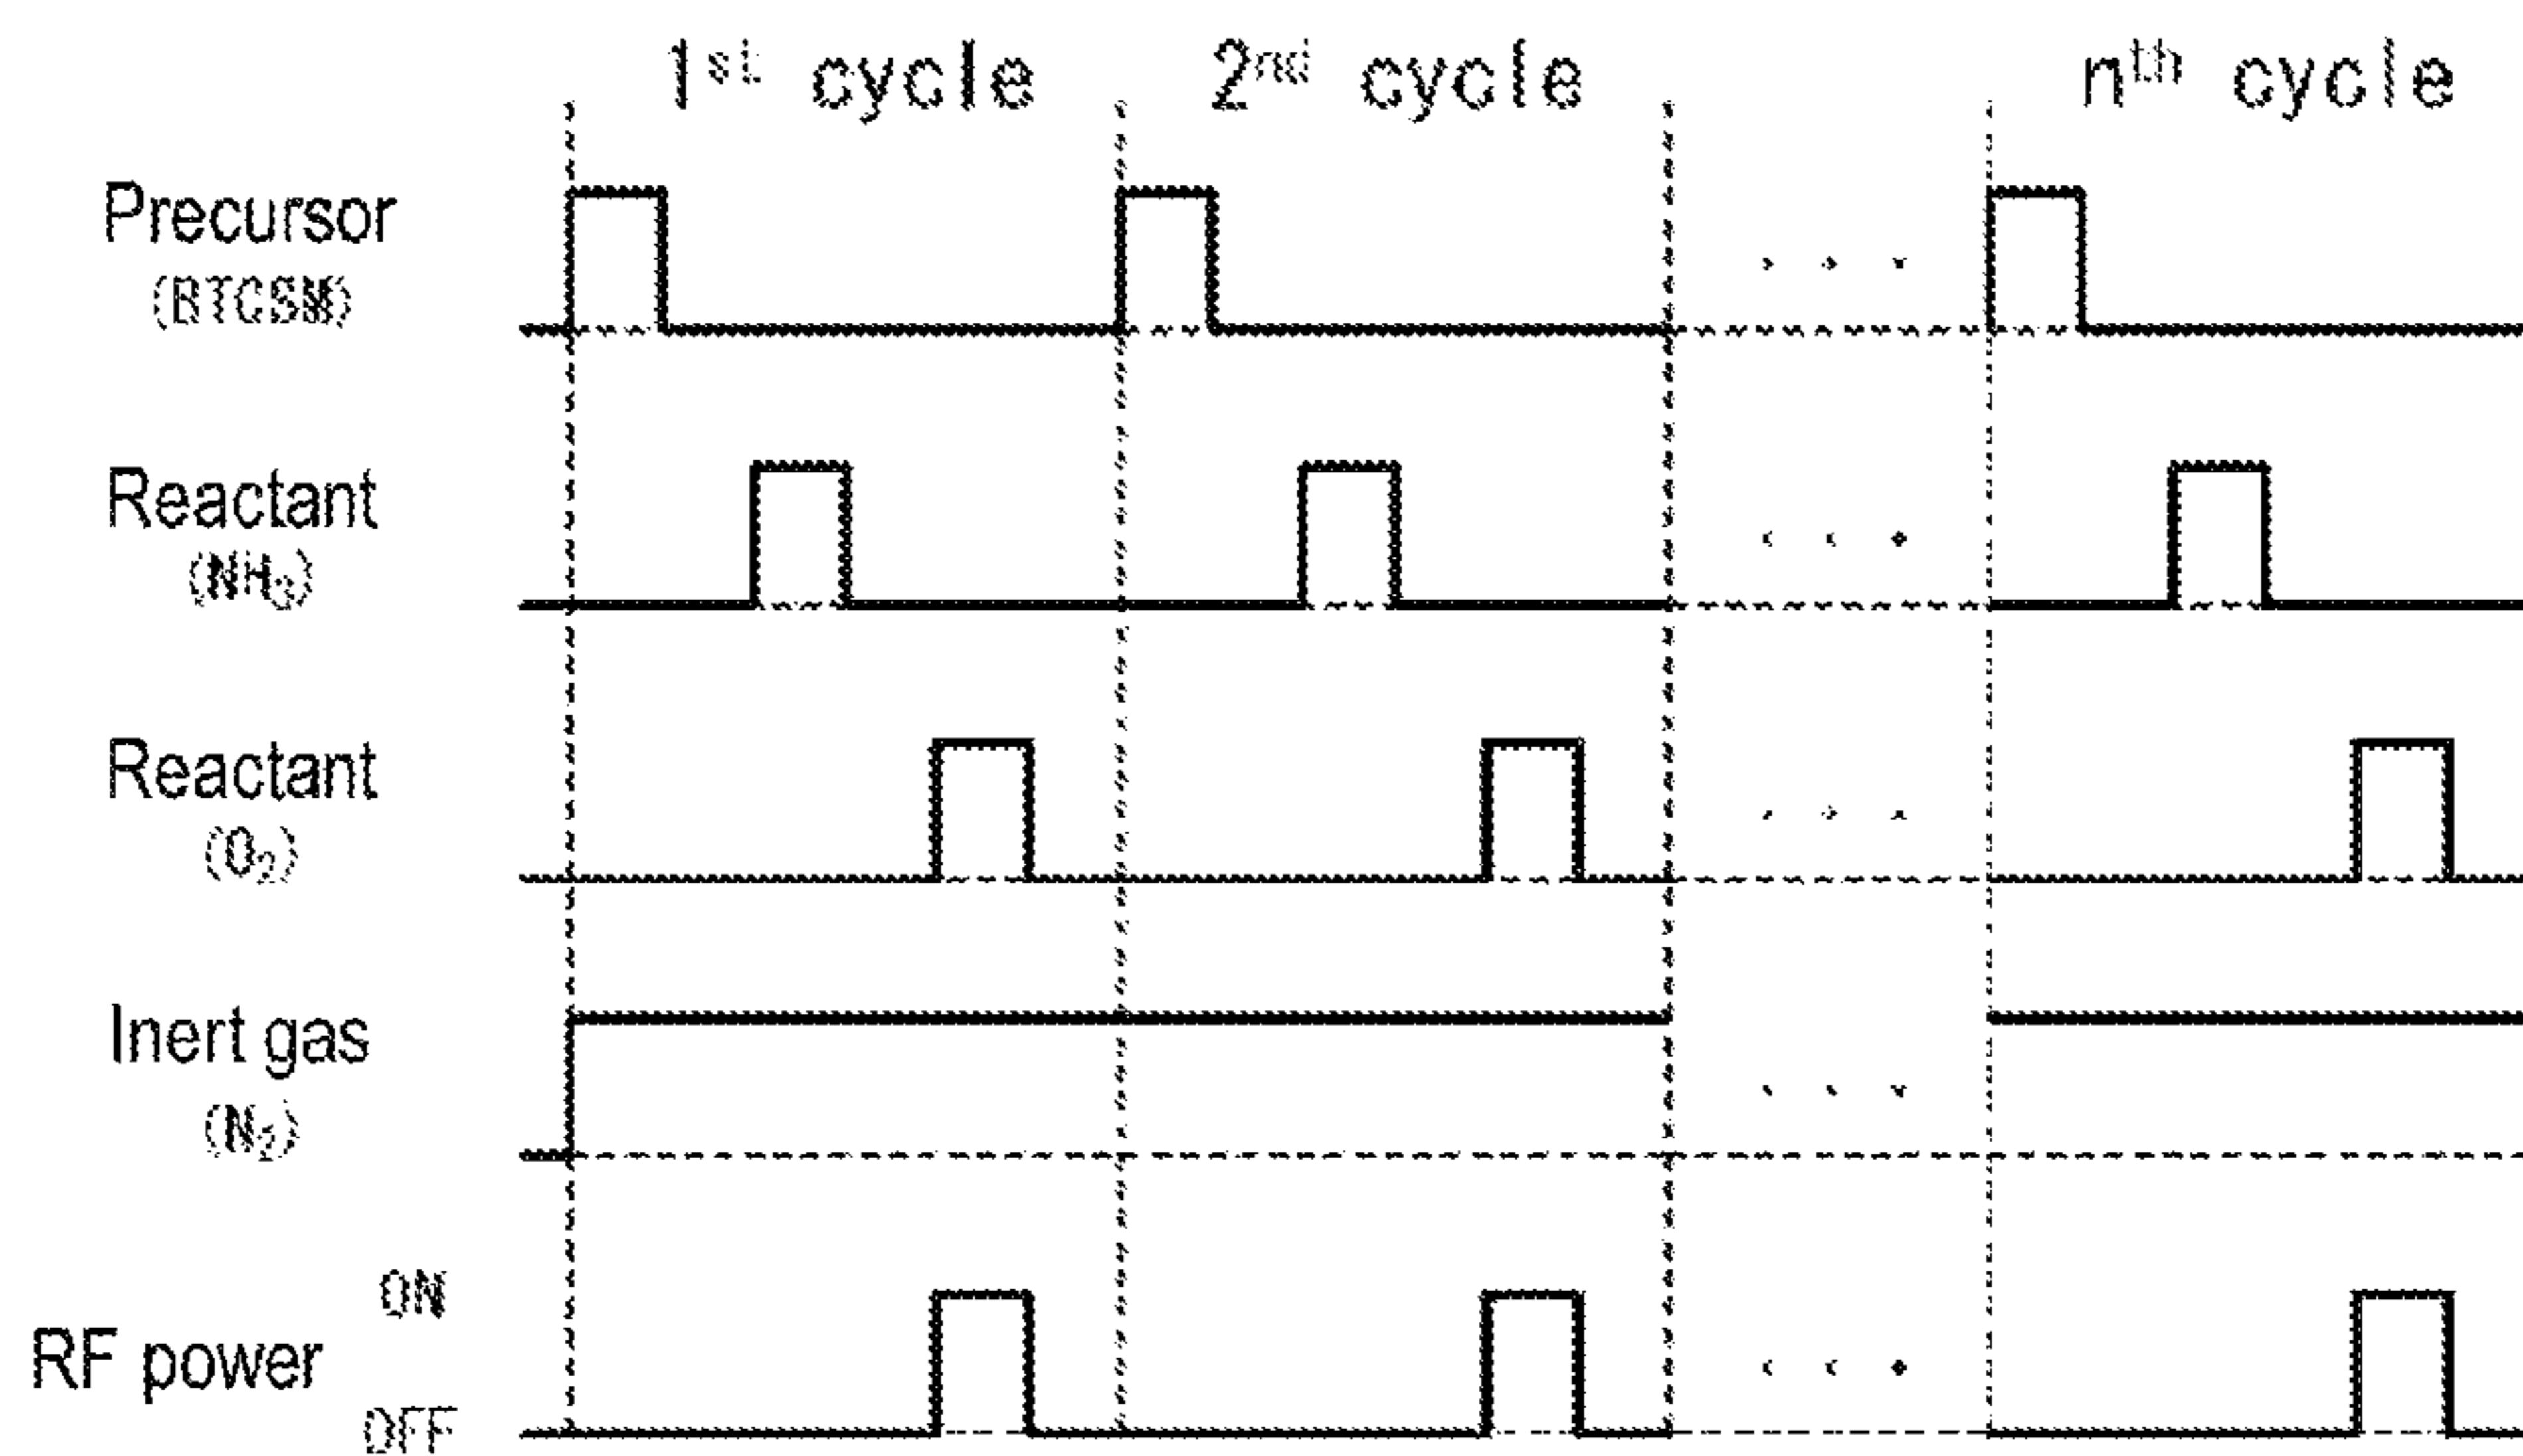 1st cycle 2nd cycle nth cycle
Precursor
(BTCSM)
Reactant
(NH₃)
Reactant
(O₂)
Inert gas
(N₂)
ON
RF power
OFF